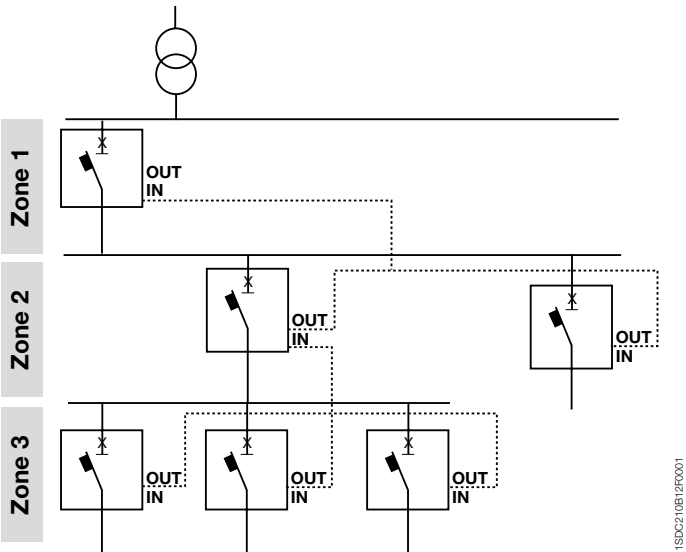 Zone 1
OUT
IN
Zone 2
OUT
IN
OUT
IN
Zone 3
OUT
IN
OUT
IN
OUT
IN
1SDC210B12F0001